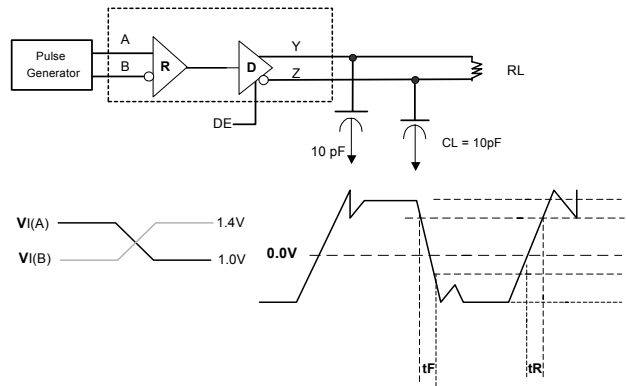 A
Y
Pulse
Generator
B
R
D
Z
RL
DE
10 pF
CL = 10pF
VI(A)
1.4V
VI(B)
1.0V
0.0V
tF
tR